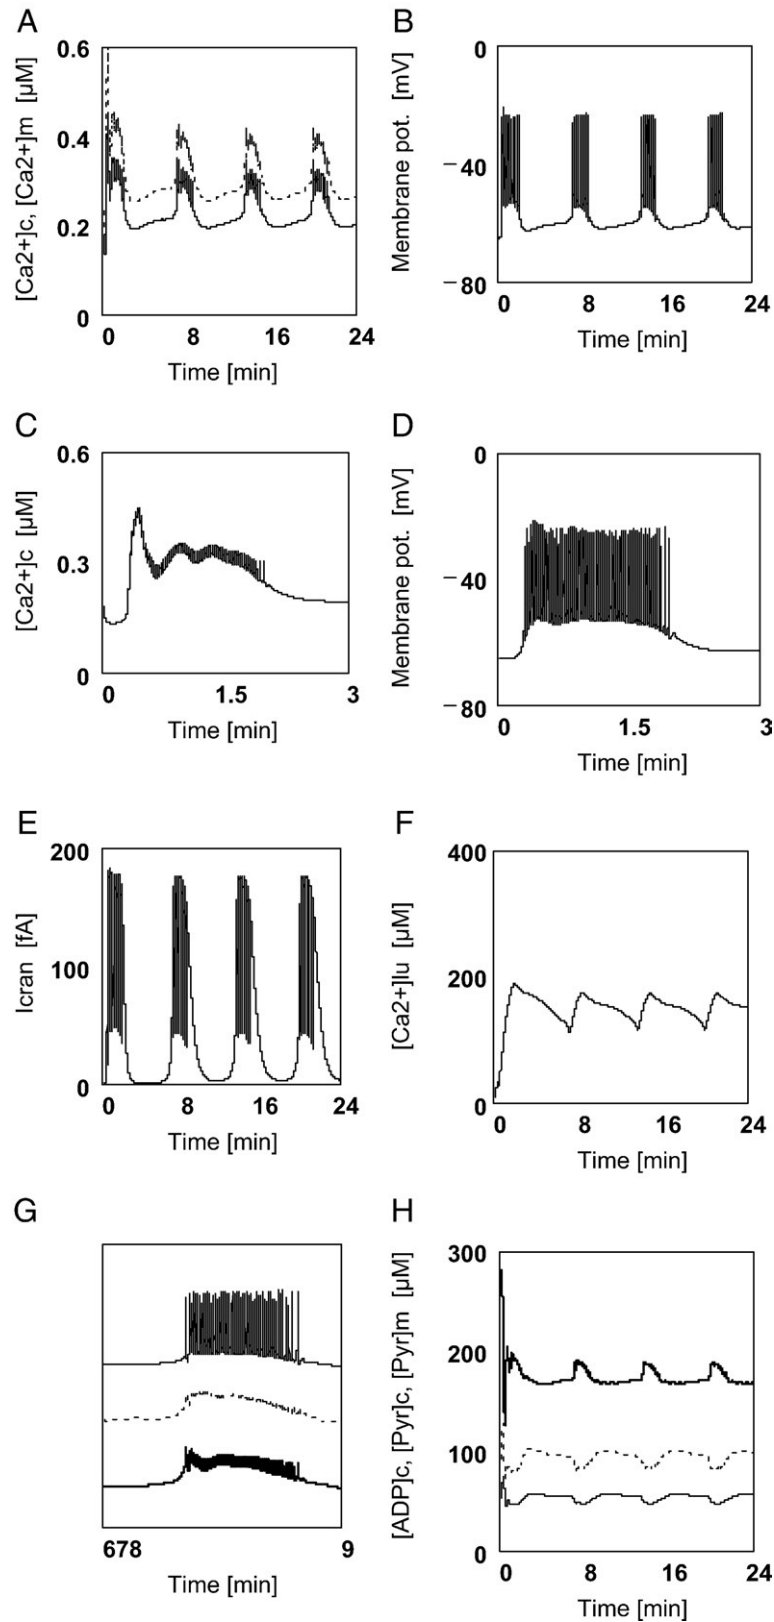 A
[Ca2+]c, [Ca2+]m [µM]
0.6
0.4
0.2
0
0 8 16 24
Time [min]
B
Membrane pot. [mV]
0
−40
−80
0 8 16 24
Time [min]
C
[Ca2+]c [µM]
0.6
0.3
0
0 1.5 3
Time [min]
D
Membrane pot. [mV]
0
−40
−80
0 1.5 3
Time [min]
E
Icran [fA]
200
100
0
0 8 16 24
Time [min]
F
[Ca2+]lu [µM]
400
200
0
0 8 16 24
Time [min]
G
678 9
Time [min]
H
[ADP]c, [Pyr]c, [Pyr]m [µM]
300
200
100
0
0 8 16 24
Time [min]